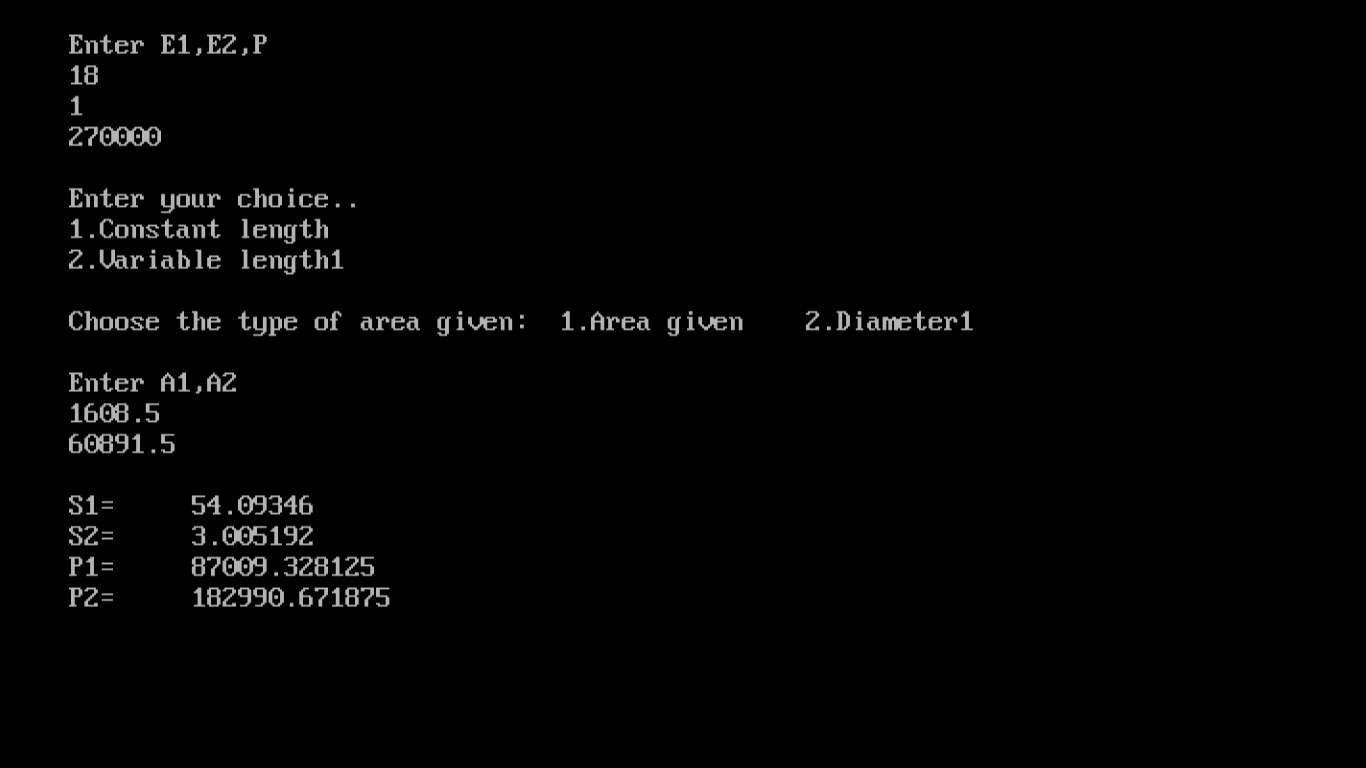 Enter E1,E2,P
18
1
270000
Enter your choice..
1.Constant length
2.Variable length1
Choose the type of area given:  1.Area given    2.Diameter1
Enter A1,A2
1608.5
60891.5
S1=     54.09346
S2=     3.005192
P1=     87009.328125
P2=     182990.671875